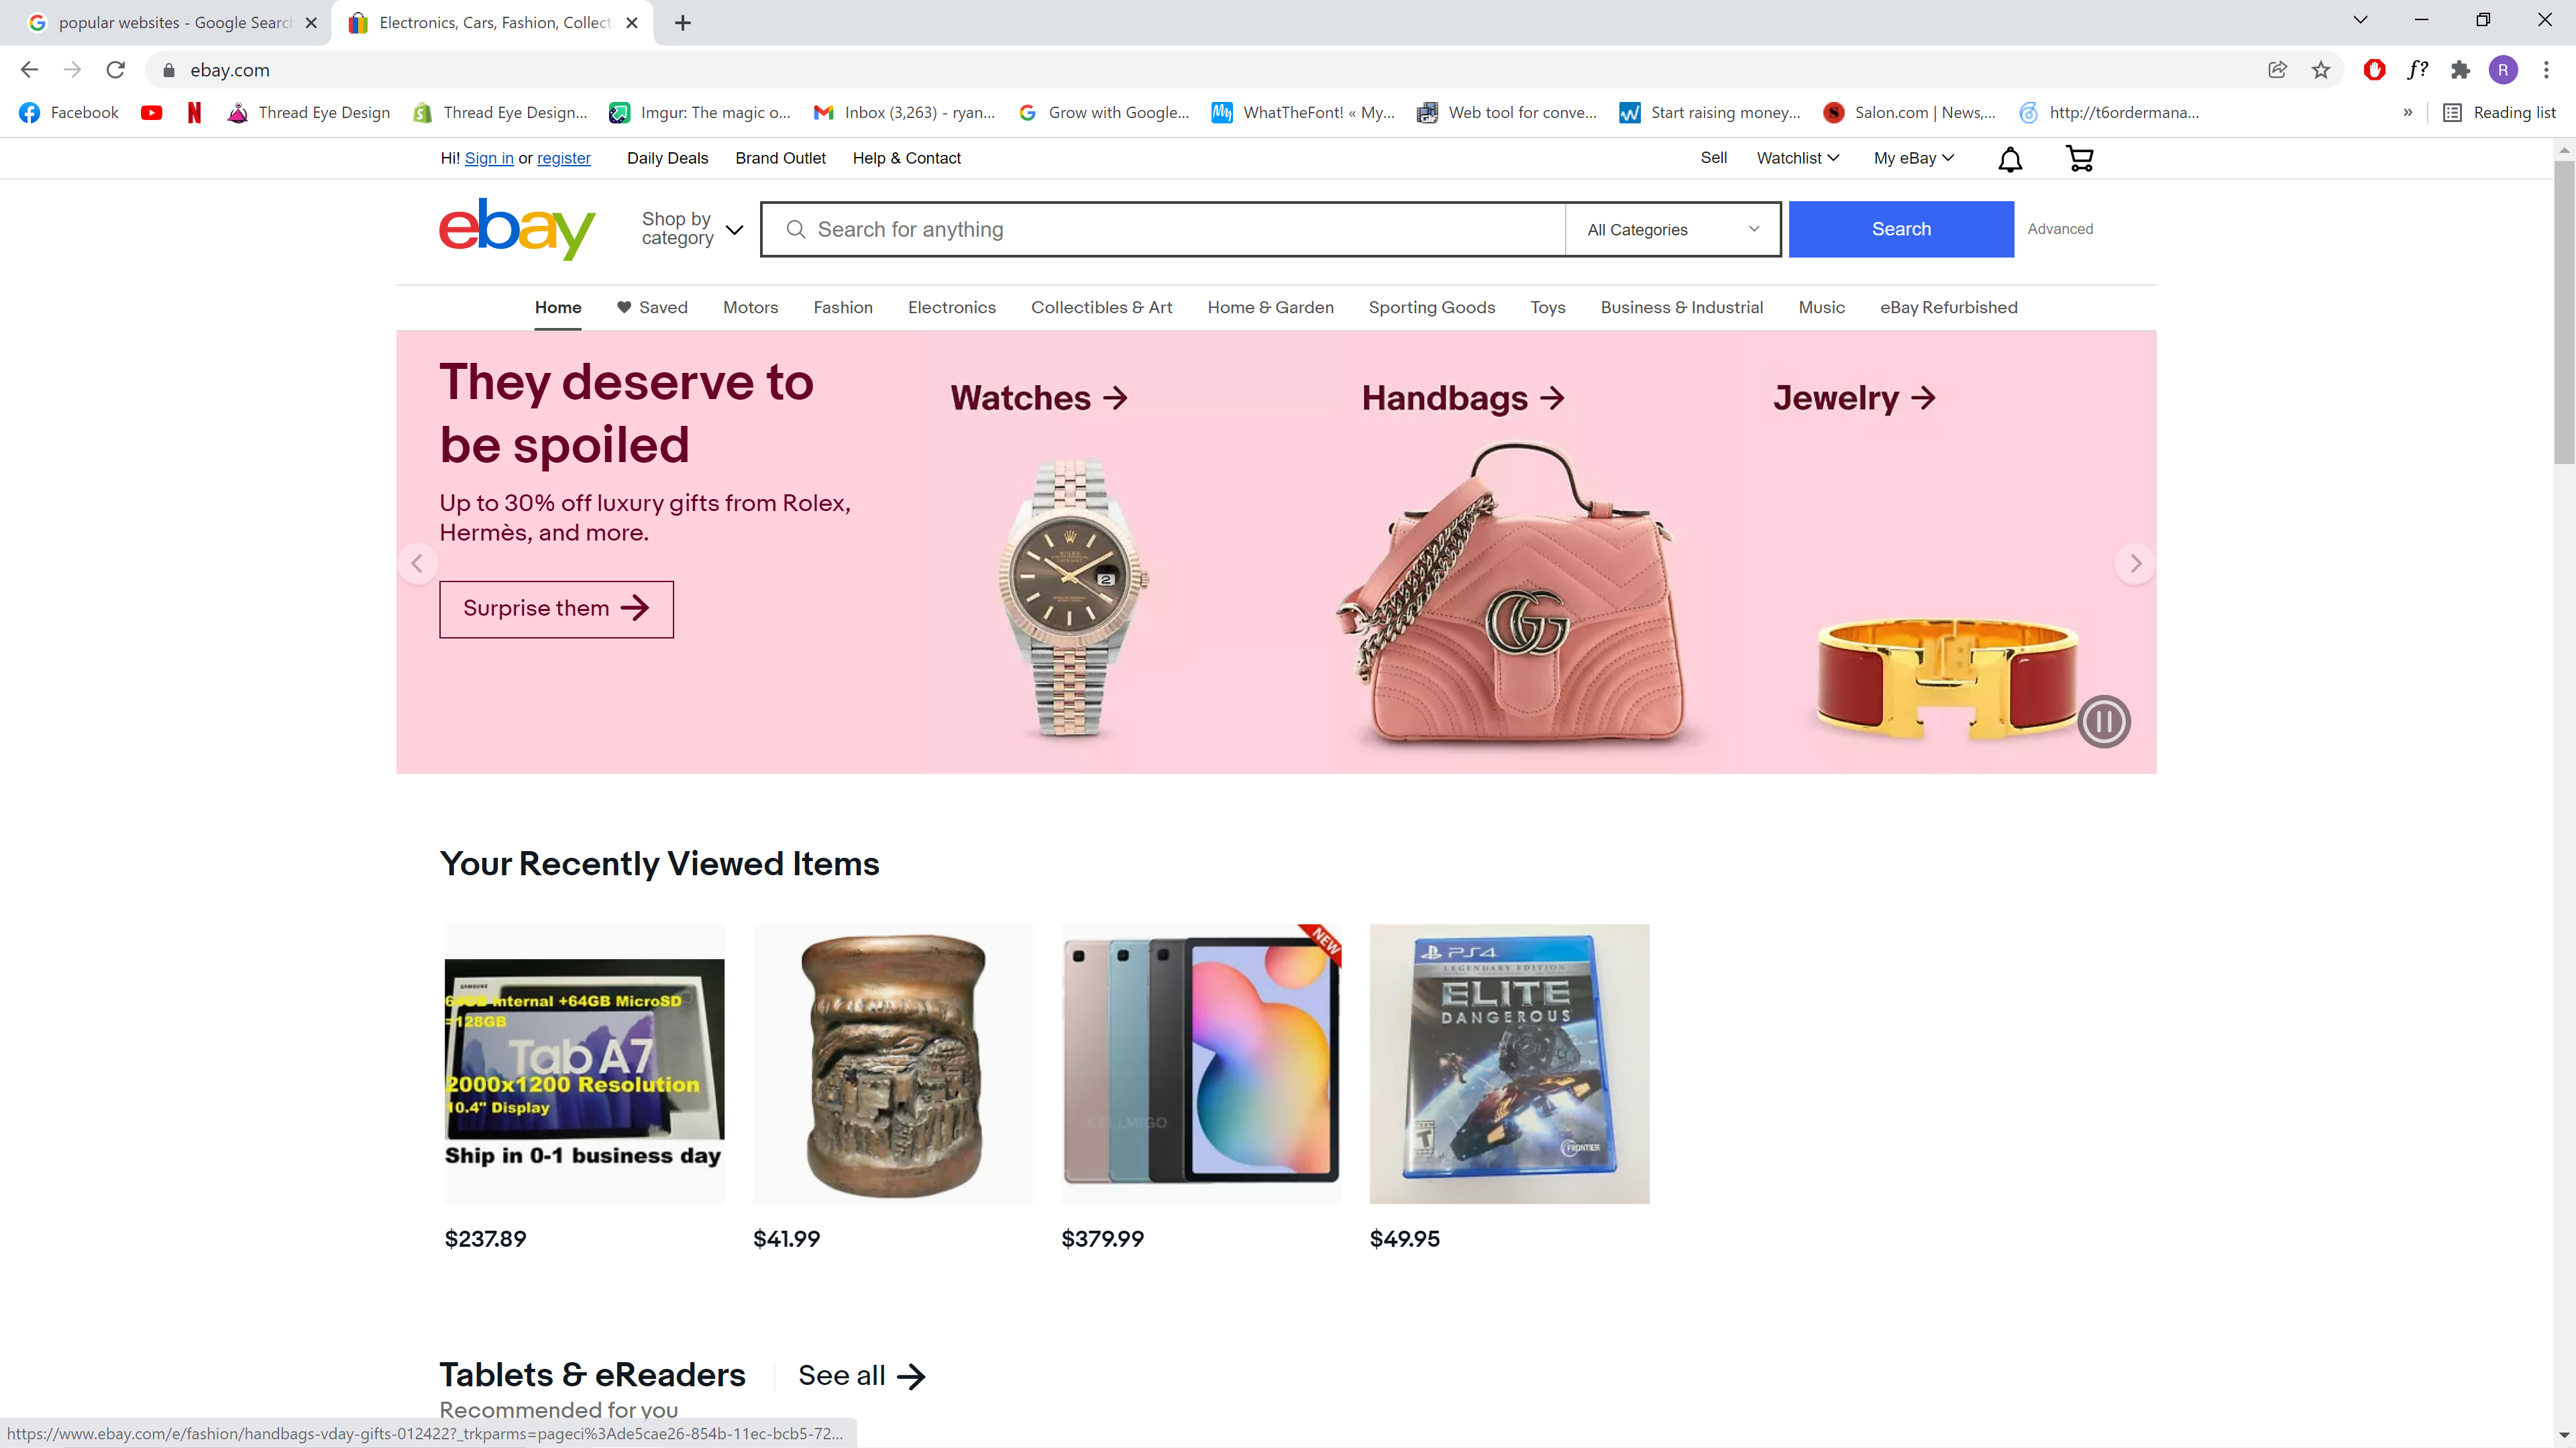 popular websites - Google Search
Electronics, Cars, Fashion, Collect
ebay.com
Facebook
Thread Eye Design
Thread Eye Design...
Imgur: The magic o...
Inbox (3,263) - ryan...
Grow with Google...
WhatTheFont! « My...
Web tool for conve...
Start raising money...
Salon.com | News,...
http://t6ordermana...
»
Reading list
Hi! Sign in or register
Daily Deals
Brand Outlet
Help & Contact
Sell
Watchlist
My eBay
ebay
Shop by
category
Search for anything
All Categories
Search
Advanced
Home
Saved
Motors
Fashion
Electronics
Collectibles & Art
Home & Garden
Sporting Goods
Toys
Business & Industrial
Music
eBay Refurbished
They deserve to
be spoiled
Up to 30% off luxury gifts from Rolex,
Hermès, and more.
Surprise them
Watches
Handbags
Jewelry
Your Recently Viewed Items
SAMSUNG
64GB Internal +64GB MicroSD
=128GB
Tab A7
2000x1200 Resolution
10.4" Display
Ship in 0-1 business day
NEW
CELLMIGO
PS4
LEGENDARY EDITION
ELITE
DANGEROUS
TEEN
T
FRONTIER
$237.89
$41.99
$379.99
$49.95
Tablets & eReaders
See all
Recommended for you
https://www.ebay.com/e/fashion/handbags-vday-gifts-012422?_trkparms=pageci%3Ade5cae26-854b-11ec-bcb5-72...